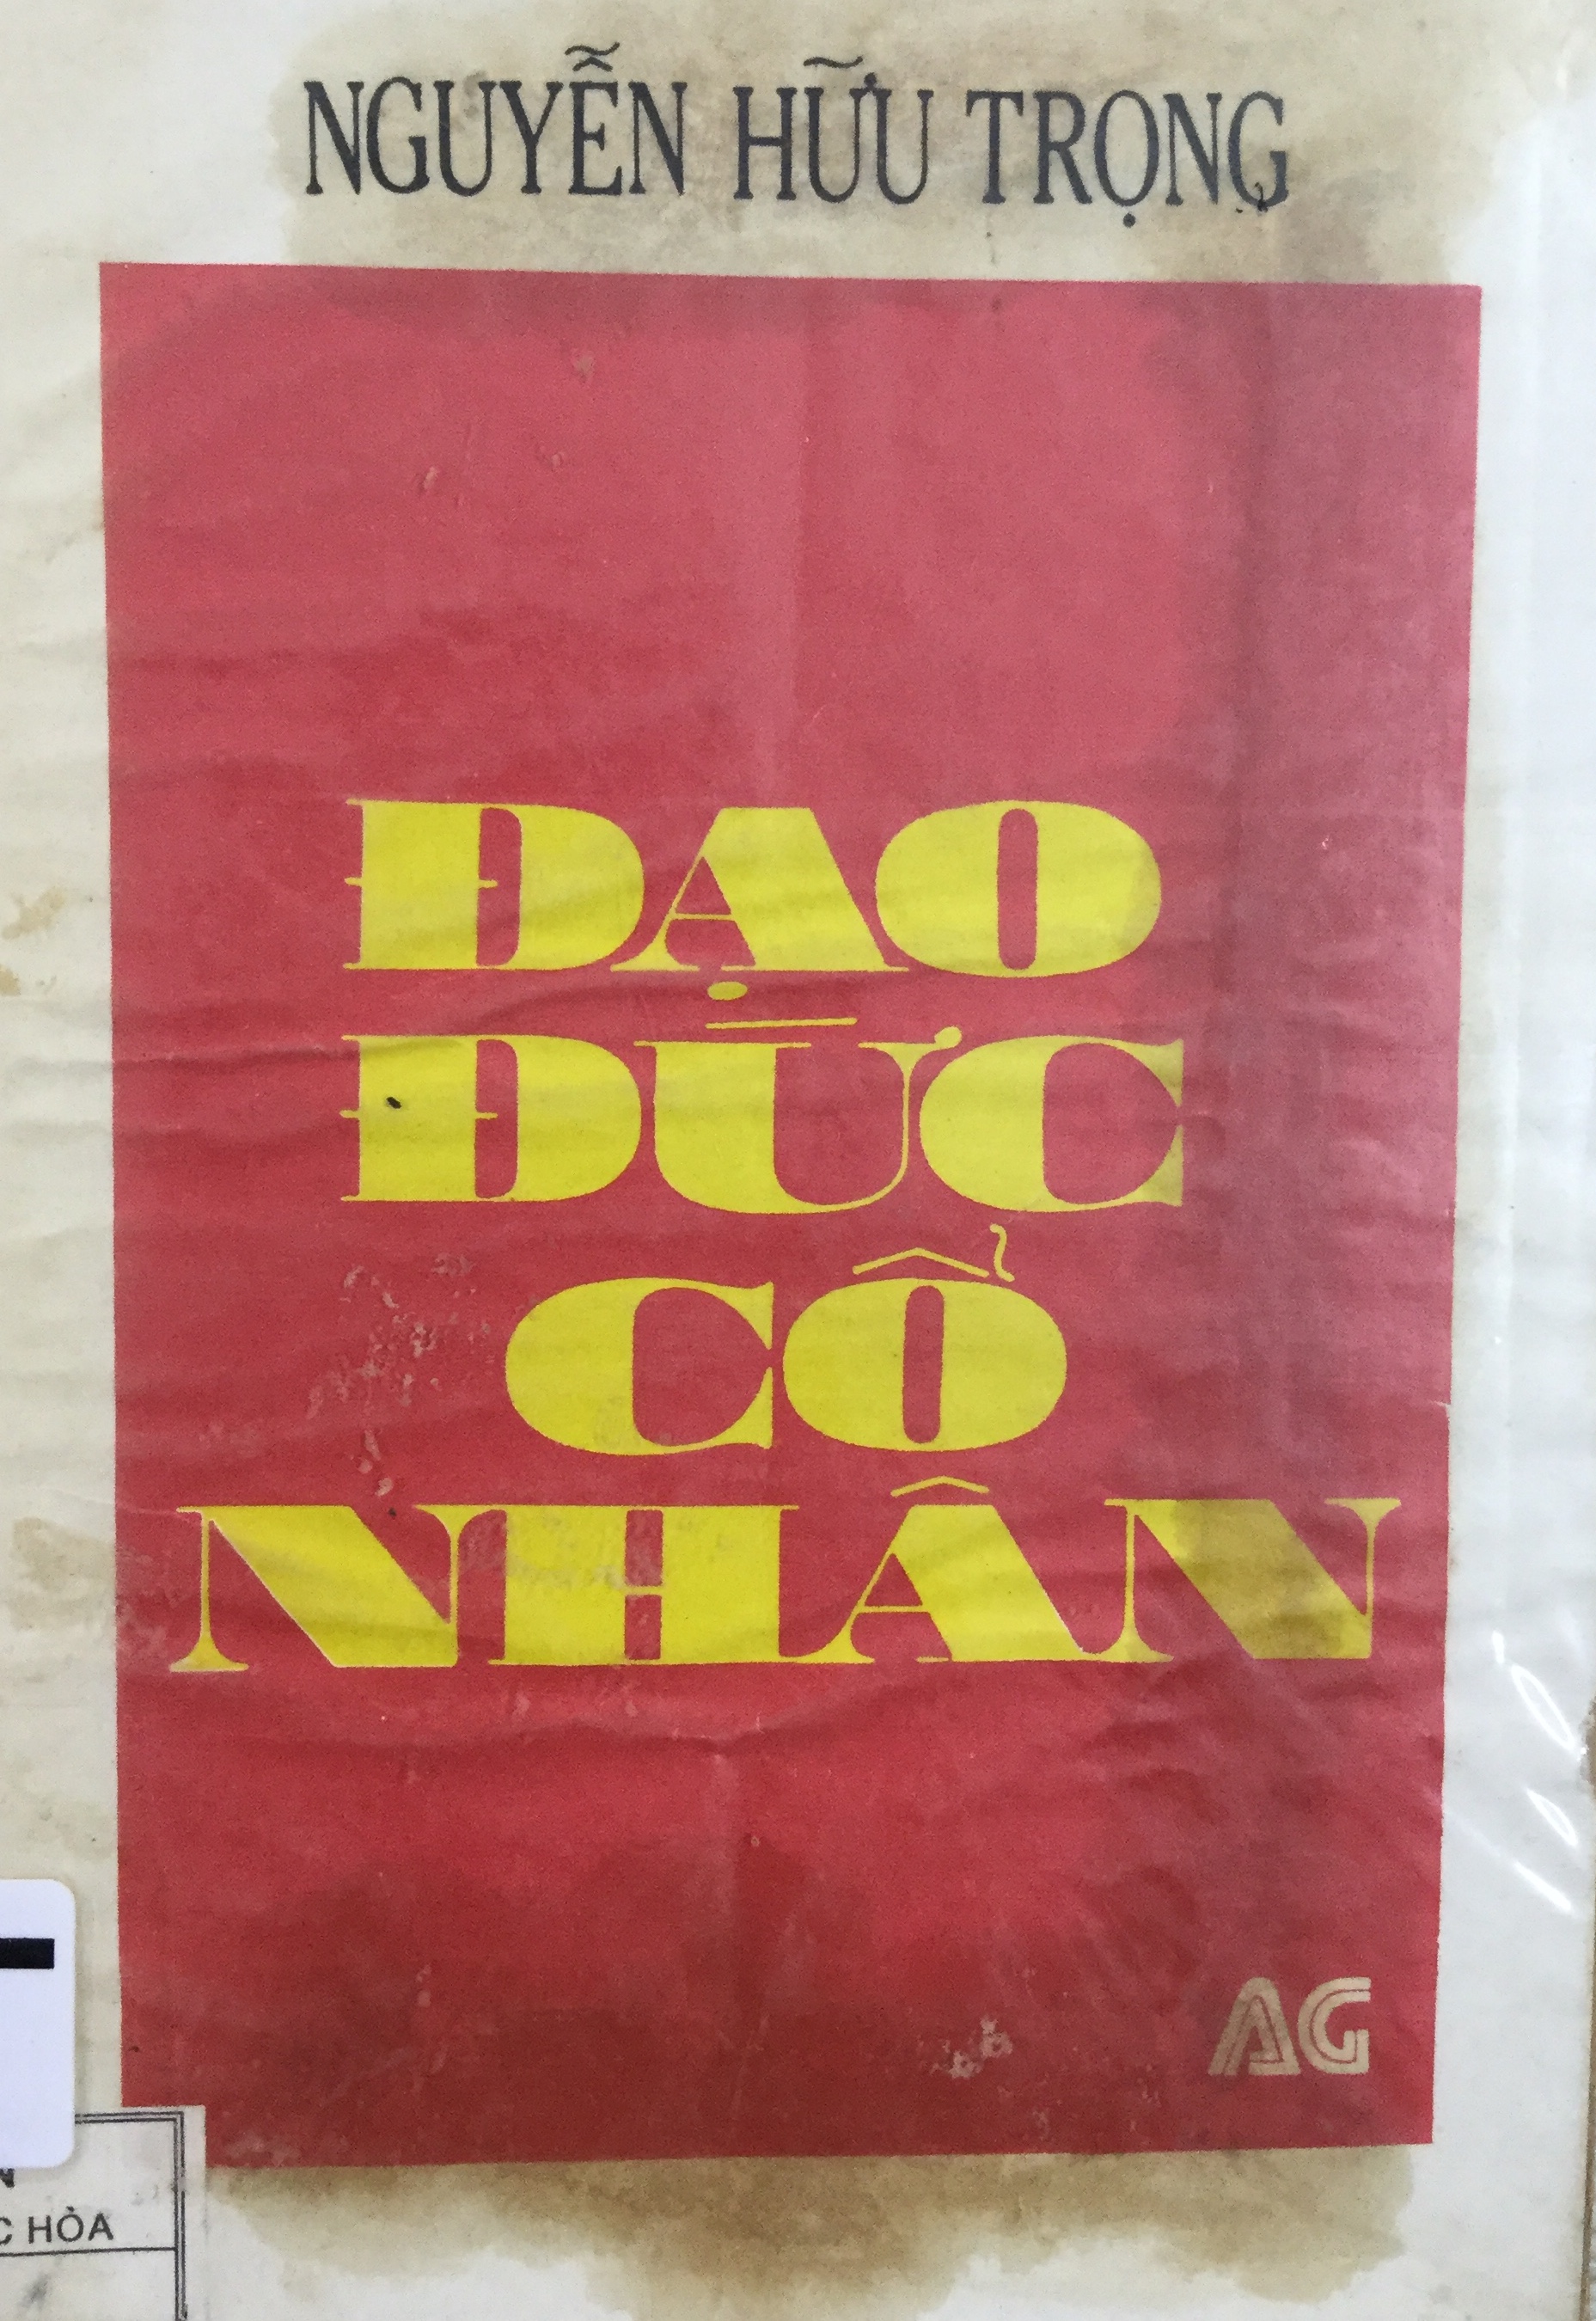 NGUYỄN HỮU TRỌNG
ĐẠO
ĐỨC
CỔ
NHÂN
AG
HÒA